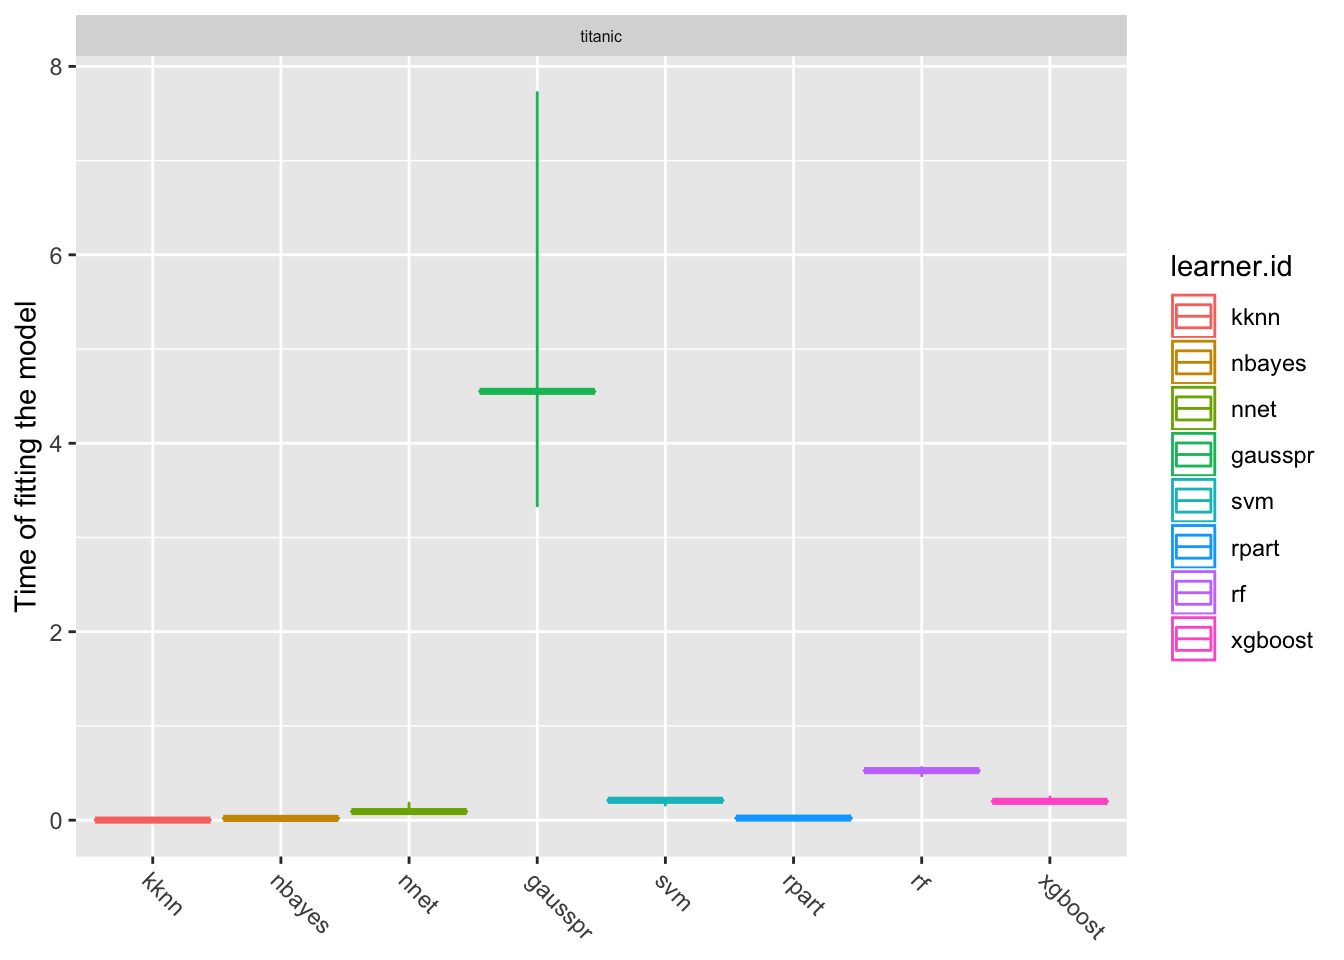 titanic
8
6
4
2
0
Time of fitting the model
kknn
nbayes
nnet
gausspr
svm
rpart
rf
xgboost
learner.id
kknn
nbayes
nnet
gausspr
svm
rpart
rf
xgboost